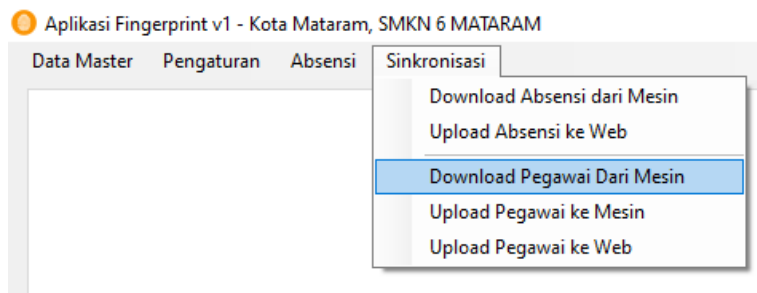 Aplikasi Fingerprint v1 - Kota Mataram, SMKN 6 MATARAM
Data Master Pengaturan Absensi Sinkronisasi
Download Absensi dari Mesin
Upload Absensi ke Web
Download Pegawai Dari Mesin
Upload Pegawai ke Mesin
Upload Pegawai ke Web